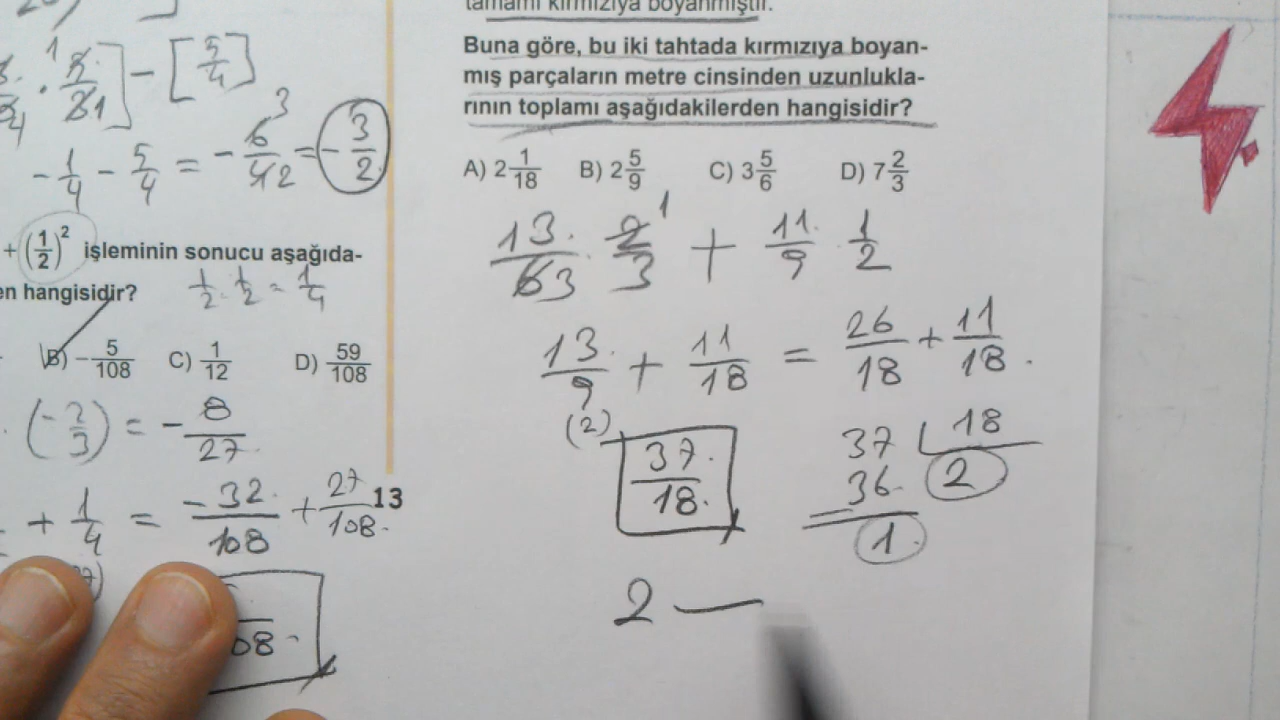 · 2/21] − [5/4]
−1/4 − 5/4 = −6/42 = −3/2
+ (1/2)² işleminin sonucu aşağıda-
hangisidir?
1/2 · 1/2 = 1/4
B) −5/108 C) 1/12 D) 59/108
= −8/27
+ 1/4 = −32/108 + 27/108
13
tamamı kırmızıya boyanmıştır.
Buna göre, bu iki tahtada kırmızıya boyan-
mış parçaların metre cinsinden uzunlukla-
rının toplamı aşağıdakilerden hangisidir?
A) 2 1/18 B) 2 5/9 C) 3 5/6 D) 7 2/3
13/63 · 2/3 1 + 11/9 · 1/2
13/9 + 11/18 = 26/18 + 11/18
(2)
37/18
37 18
36 2
1
2 —